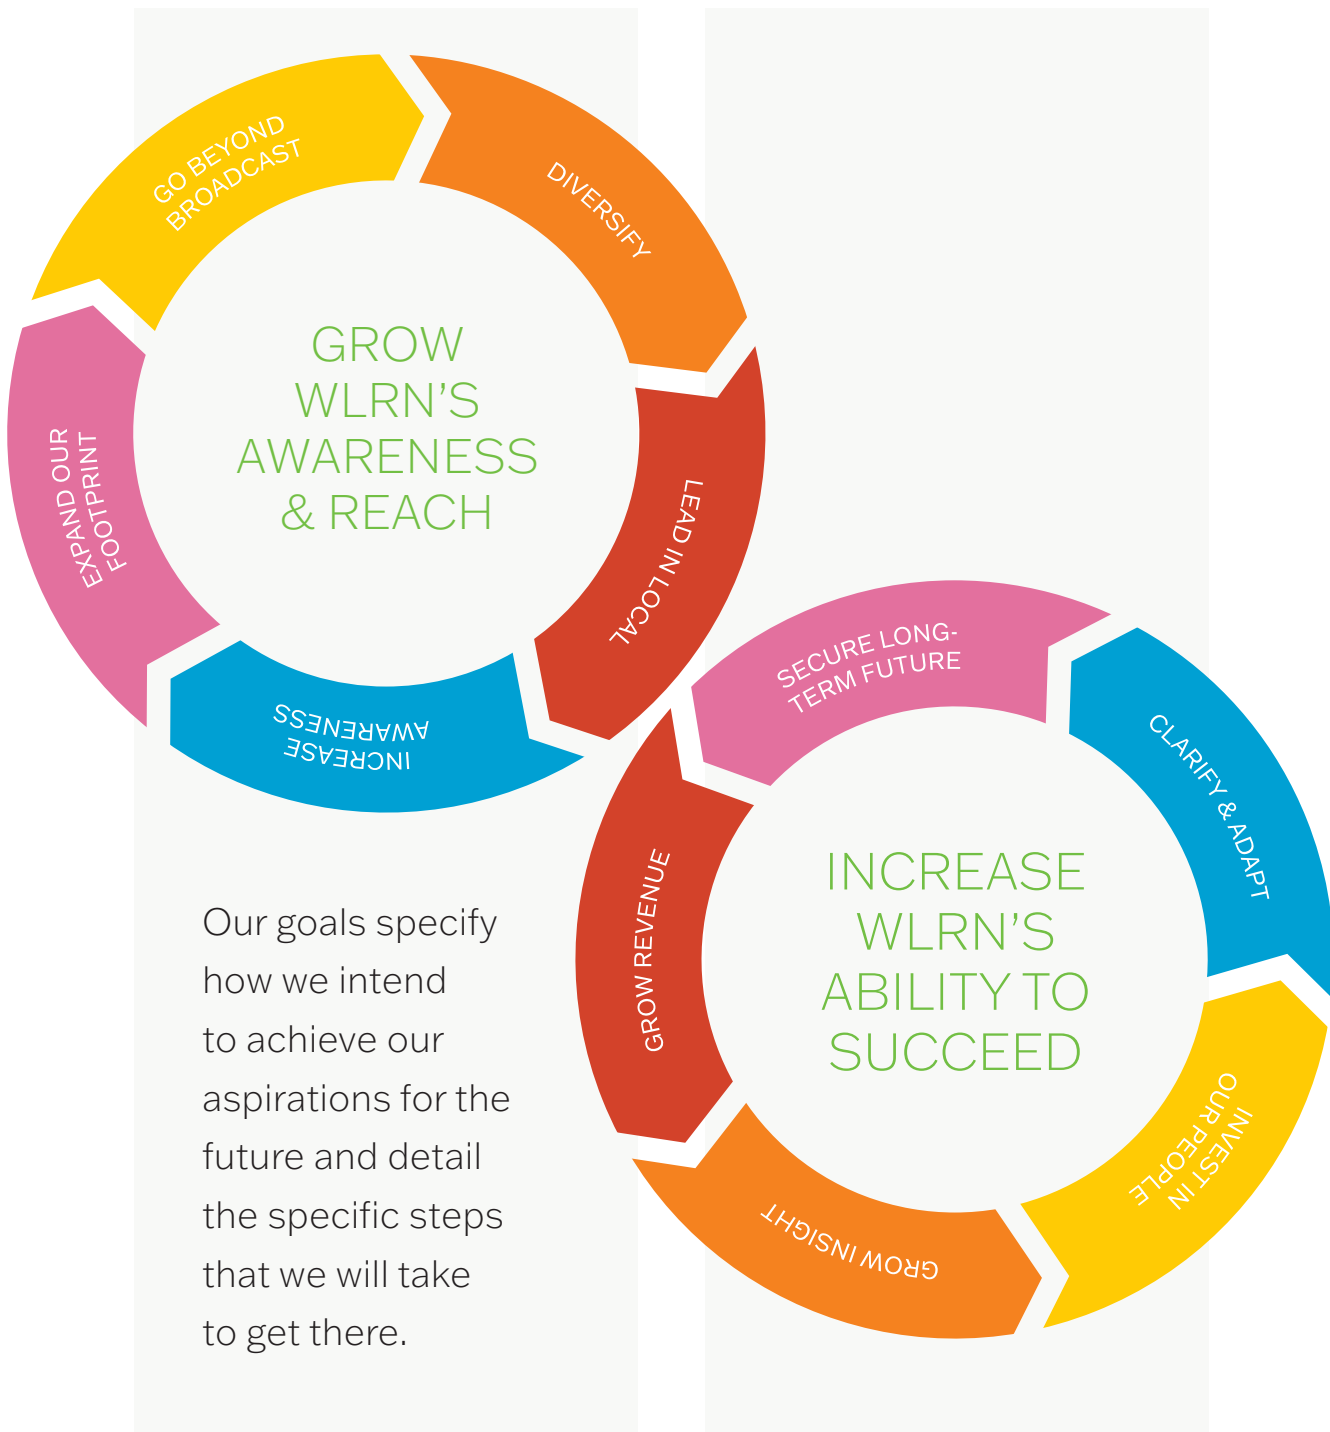 GO BEYOND
BROADCAST
DIVERSIFY
LEAD IN LOCAL
INCREASE
AWARENESS
EXPAND OUR
FOOTPRINT
GROW
WLRN’S
AWARENESS
& REACH
SECURE LONG-
TERM FUTURE
CLARIFY & ADAPT
INVEST IN
OUR PEOPLE
GROW INSIGHT
GROW REVENUE
INCREASE
WLRN’S
ABILITY TO
SUCCEED
Our goals specify
how we intend
to achieve our
aspirations for the
future and detail
the specific steps
that we will take
to get there.